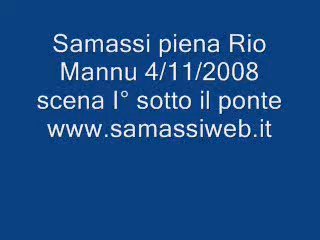 Samassi piena Rio
Mannu 4/11/2008
scena I° sotto il ponte
www.samassiweb.it